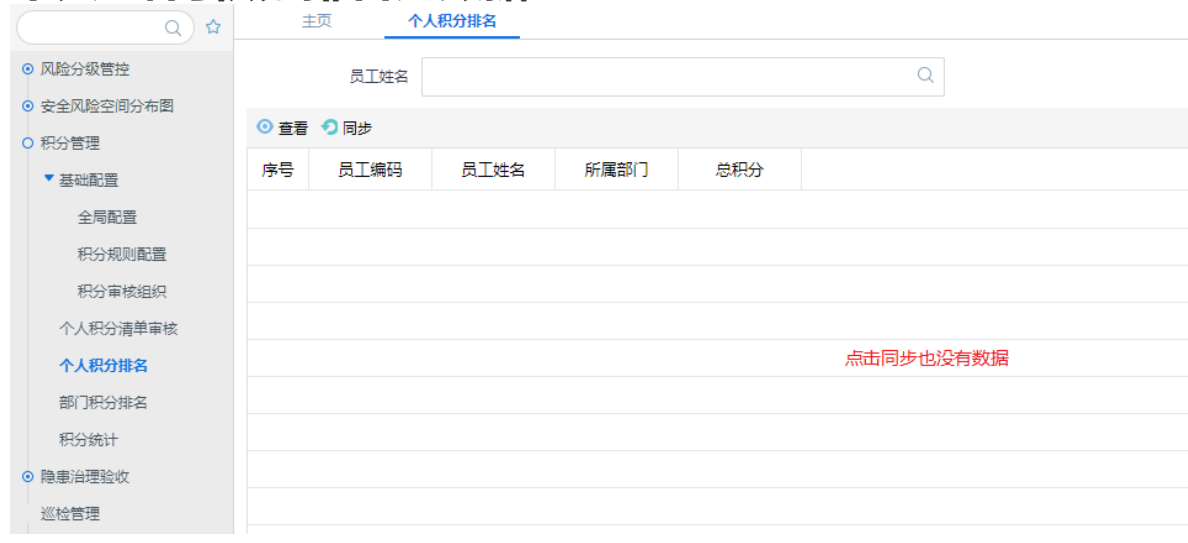 主页 个人积分排名
风险分级管控
员工姓名
安全风险空间分布图
查看 同步
积分管理
序号 员工编码 员工姓名 所属部门 总积分
基础配置
全局配置
积分规则配置
积分审核组织
个人积分清单审核
点击同步也没有数据
个人积分排名
部门积分排名
积分统计
隐患治理验收
巡检管理